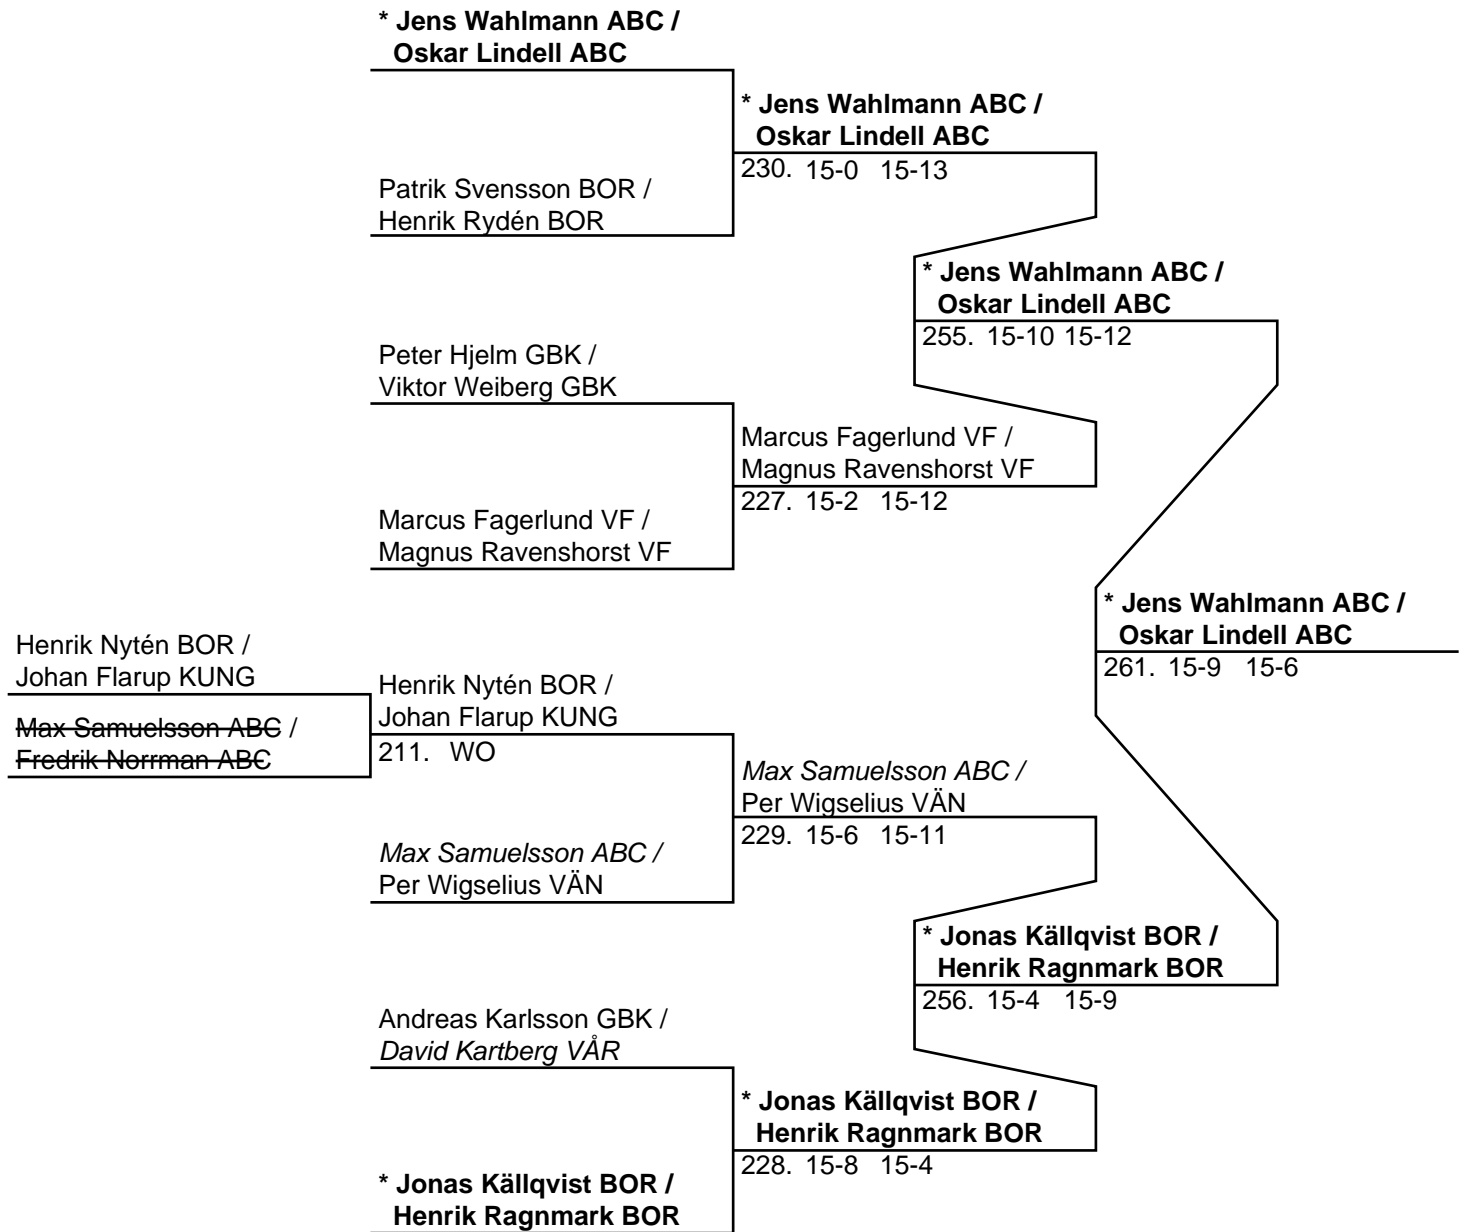 * Jens Wahlmann ABC /
Oskar Lindell ABC
* Jens Wahlmann ABC /
Oskar Lindell ABC
230. 15-0 15-13
Patrik Svensson BOR /
Henrik Rydén BOR
* Jens Wahlmann ABC /
Oskar Lindell ABC
255. 15-10 15-12
Peter Hjelm GBK /
Viktor Weiberg GBK
Marcus Fagerlund VF /
Magnus Ravenshorst VF
227. 15-2 15-12
Marcus Fagerlund VF /
Magnus Ravenshorst VF
* Jens Wahlmann ABC /
Oskar Lindell ABC
261. 15-9 15-6
Henrik Nytén BOR /
Johan Flarup KUNG
Henrik Nytén BOR /
Johan Flarup KUNG
211. WO
Max Samuelsson ABC /
Fredrik Norrman ABC
Max Samuelsson ABC /
Per Wigselius VÄN
229. 15-6 15-11
Max Samuelsson ABC /
Per Wigselius VÄN
* Jonas Källqvist BOR /
Henrik Ragnmark BOR
256. 15-4 15-9
Andreas Karlsson GBK /
David Kartberg VÅR
* Jonas Källqvist BOR /
Henrik Ragnmark BOR
228. 15-8 15-4
* Jonas Källqvist BOR /
Henrik Ragnmark BOR